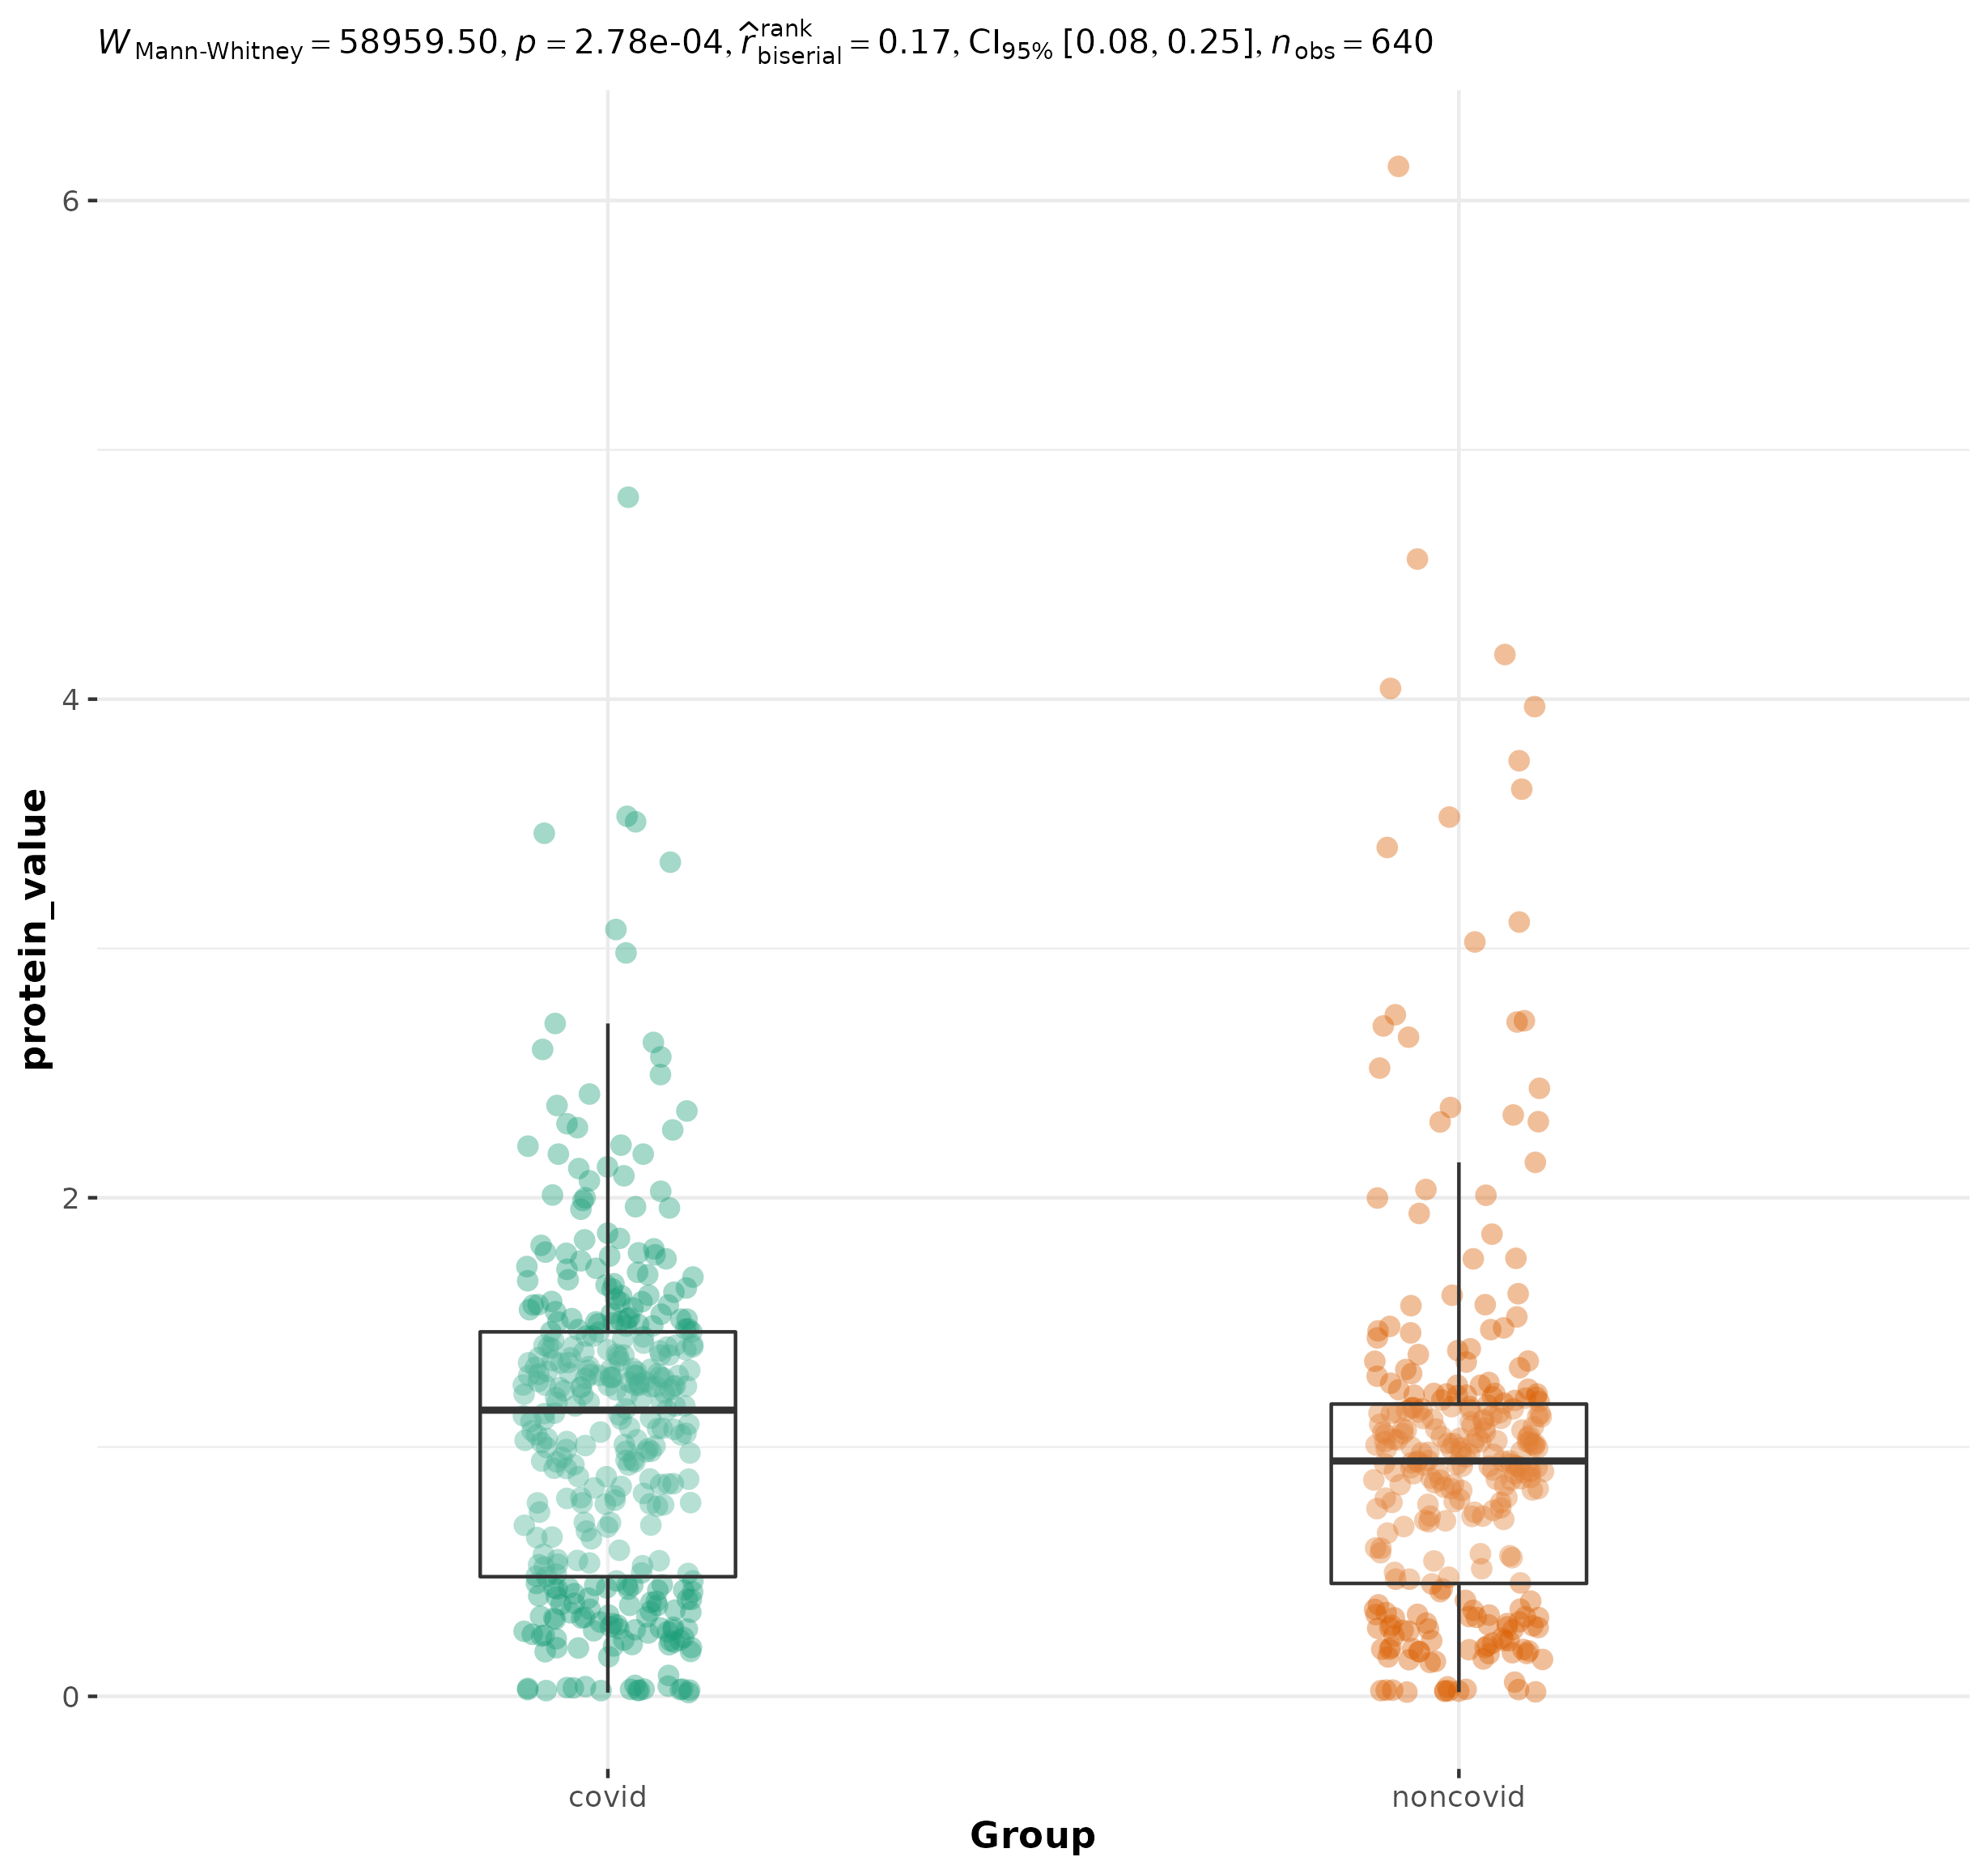 W Mann-Whitney = 58959.50, p = 2.78e-04, r̂ rank biserial = 0.17, CI95% [0.08, 0.25], n obs = 640
6
4
2
0
protein_value
covid
noncovid
Group